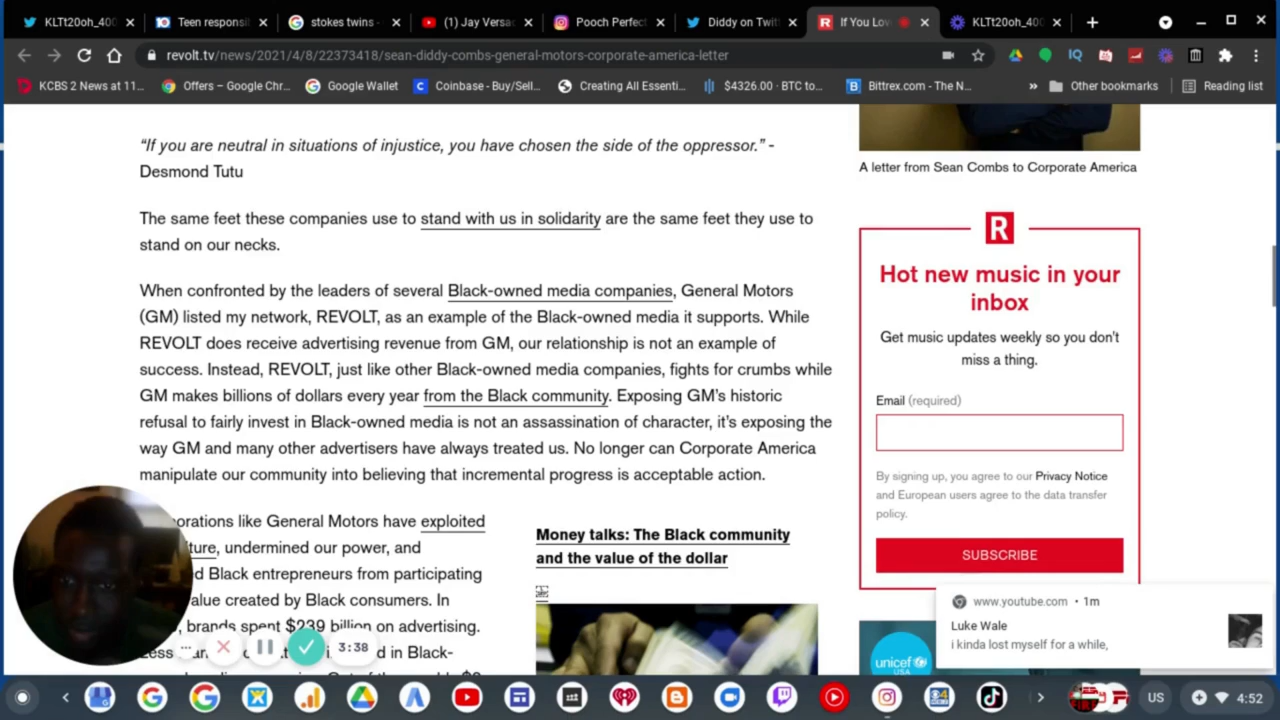 KLTt20oh_400
Teen responsi
stokes twins -
(1) Jay Versac
Pooch Perfect
Diddy on Twitt
If You Lov
KLTt20oh_400
revolt.tv/news/2021/4/8/22373418/sean-diddy-combs-general-motors-corporate-america-letter
KCBS 2 News at 11...
Offers – Google Chr...
Google Wallet
Coinbase - Buy/Sell...
Creating All Essenti...
$4326.00 · BTC to...
Bittrex.com - The N...
»
Other bookmarks
Reading list
“If you are neutral in situations of injustice, you have chosen the side of the oppressor.” -
Desmond Tutu
The same feet these companies use to stand with us in solidarity are the same feet they use to
stand on our necks.
When confronted by the leaders of several Black-owned media companies, General Motors
(GM) listed my network, REVOLT, as an example of the Black-owned media it supports. While
REVOLT does receive advertising revenue from GM, our relationship is not an example of
success. Instead, REVOLT, just like other Black-owned media companies, fights for crumbs while
GM makes billions of dollars every year from the Black community. Exposing GM’s historic
refusal to fairly invest in Black-owned media is not an assassination of character, it’s exposing the
way GM and many other advertisers have always treated us. No longer can Corporate America
manipulate our community into believing that incremental progress is acceptable action.
porations like General Motors have exploited
ture, undermined our power, and
ed Black entrepreneurs from participating
alue created by Black consumers. In
, brands spent $239 billion on advertising.
d in Black-
Money talks: The Black community
and the value of the dollar
A letter from Sean Combs to Corporate America
R
Hot new music in your
inbox
Get music updates weekly so you don’t
miss a thing.
Email (required)
By signing up, you agree to our Privacy Notice
and European users agree to the data transfer
policy.
SUBSCRIBE
unicef
USA
www.youtube.com • 1m
Luke Wale
i kinda lost myself for a while,
3:38
US
4:52